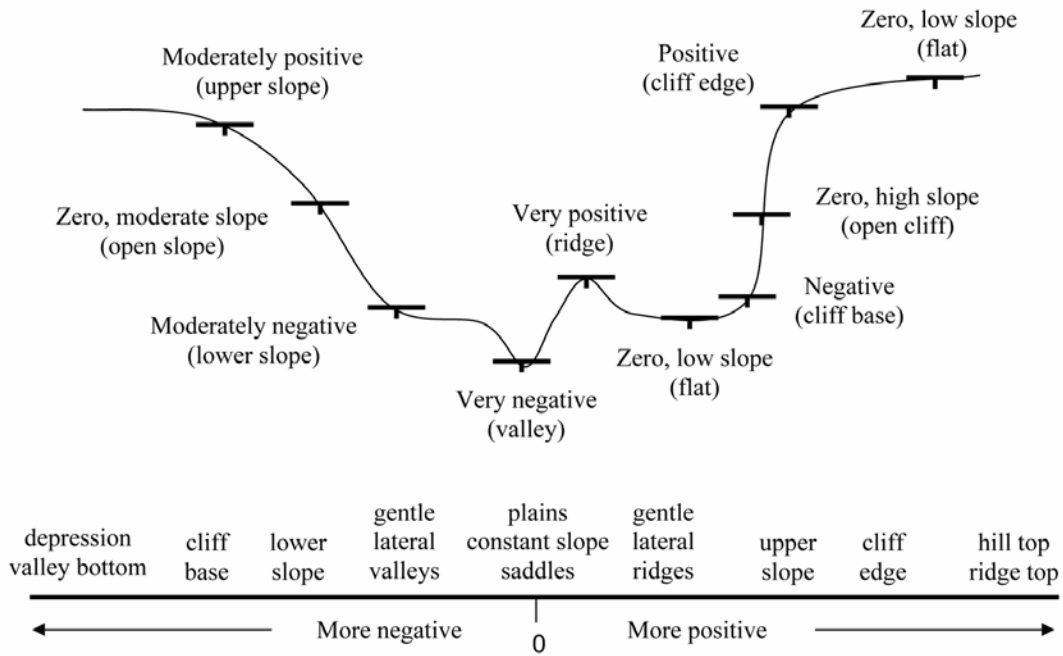 Zero, low slope
(flat)
Moderately positive
(upper slope)
Positive
(cliff edge)
Zero, moderate slope
(open slope)
Very positive
(ridge)
Zero, high slope
(open cliff)
Moderately negative
(lower slope)
Negative
(cliff base)
Zero, low slope
(flat)
Very negative
(valley)
depression
valley bottom
cliff
base
lower
slope
gentle
lateral
valleys
plains
constant slope
saddles
gentle
lateral
ridges
upper
slope
cliff
edge
hill top
ridge top
More negative
0
More positive